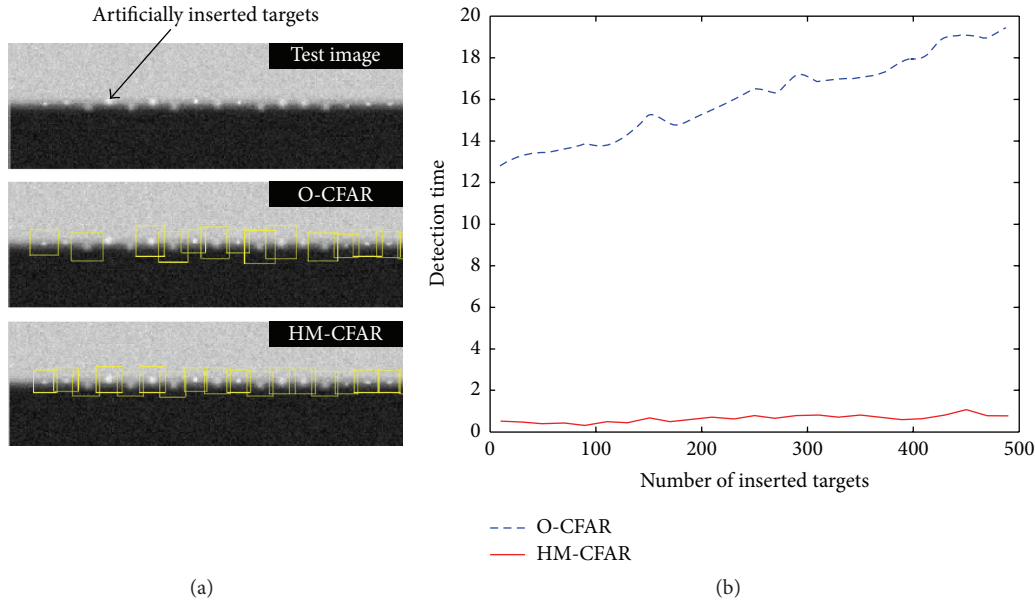 Artificially inserted targets
Test image
O-CFAR
HM-CFAR
(a)
20
18
16
14
12
10
8
6
4
2
0
Detection time
0 100 200 300 400 500
Number of inserted targets
O-CFAR
HM-CFAR
(b)